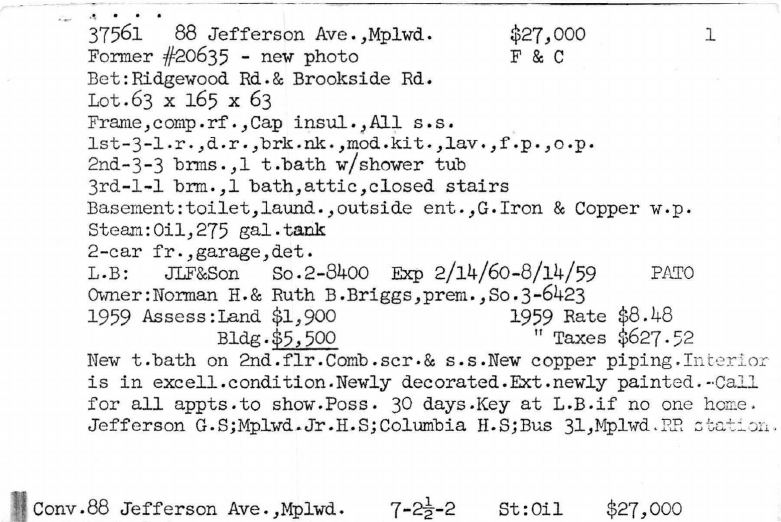 37561 88 Jefferson Ave.,Mplwd. $27,000 1
Former #20635 - new photo F & C
Bet:Ridgewood Rd.& Brookside Rd.
Lot.63 x 165 x 63
Frame,comp.rf.,Cap insul.,All s.s.
1st-3-l.r.,d.r.,brk.nk.,mod.kit.,lav.,f.p.,o.p.
2nd-3-3 brms.,1 t.bath w/shower tub
3rd-1-1 brm.,1 bath,attic,closed stairs
Basement:toilet,laund.,outside ent.,G.Iron & Copper w.p.
Steam:Oil,275 gal.tank
2-car fr.,garage,det.
L.B: JLF&Son So.2-8400 Exp 2/14/60-8/14/59 PATO
Owner:Norman H.& Ruth B.Briggs,prem.,So.3-6423
1959 Assess:Land $1,900 1959 Rate $8.48
Bldg.$5,500 " Taxes $627.52
New t.bath on 2nd.flr.Comb.scr.& s.s.New copper piping.Interior
is in excell.condition.Newly decorated.Ext.newly painted.-Call
for all appts.to show.Poss. 30 days.Key at L.B.if no one home.
Jefferson G.S;Mplwd.Jr.H.S;Columbia H.S;Bus 31,Mplwd.RR station.
Conv.88 Jefferson Ave.,Mplwd. 7-2½-2 St:Oil $27,000